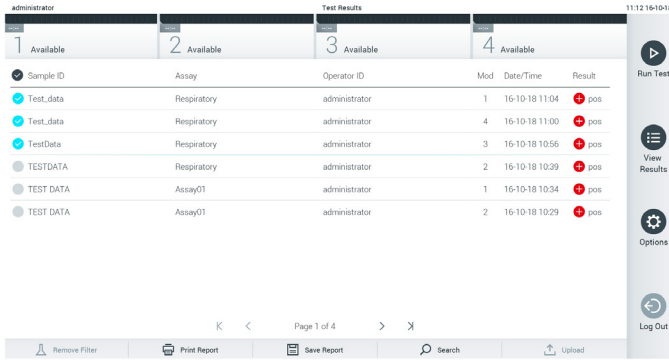 administrator Test Results 11:12 16-10-18
--:-- --:-- --:-- --:--
1 Available 2 Available 3 Available 4 Available
Sample ID Assay Operator ID Mod Date/Time Result
Test_data Respiratory administrator 1 16-10-18 11:04 pos
Test_data Respiratory administrator 4 16-10-18 11:00 pos
TestData Respiratory administrator 3 16-10-18 10:56 pos
TESTDATA Respiratory administrator 2 16-10-18 10:39 pos
TEST DATA Assay01 administrator 1 16-10-18 10:34 pos
TEST DATA Assay01 administrator 2 16-10-18 10:29 pos
Page 1 of 4
Remove Filter Print Report Save Report Search Upload
Run Test
View
Results
Options
Log Out